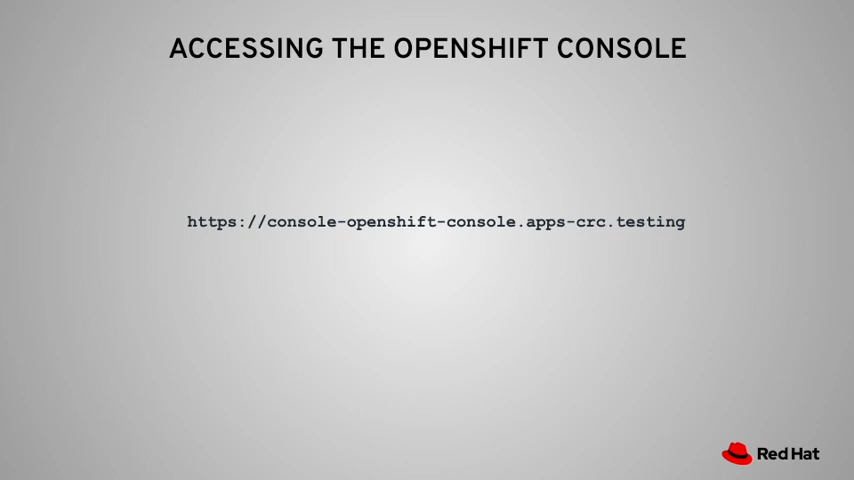 ACCESSING THE OPENSHIFT CONSOLE
https://console-openshift-console.apps-crc.testing
Red Hat